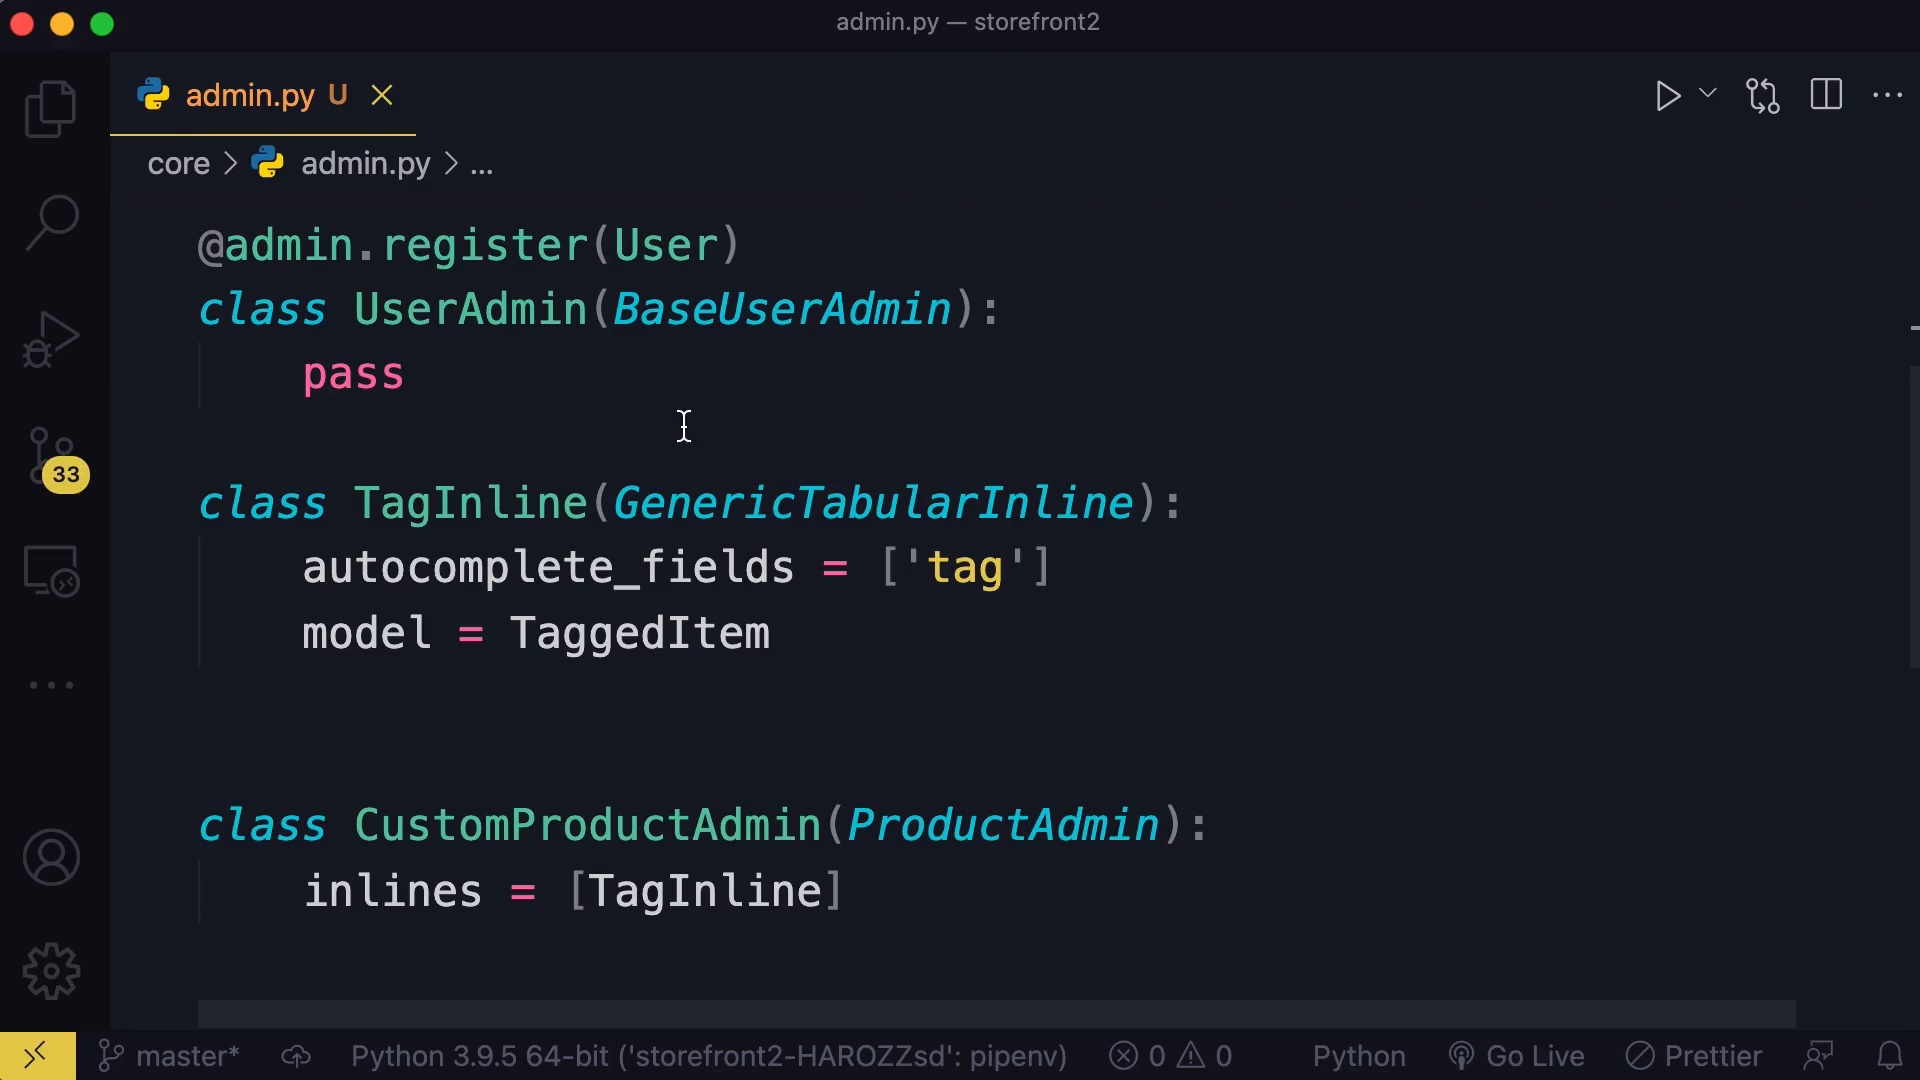 admin.py — storefront2
admin.py U
core > admin.py > ...
@admin.register(User)
class UserAdmin(BaseUserAdmin):
    pass
class TagInline(GenericTabularInline):
    autocomplete_fields = ['tag']
    model = TaggedItem
class CustomProductAdmin(ProductAdmin):
    inlines = [TagInline]
33
master* Python 3.9.5 64-bit ('storefront2-HAROZZsd': pipenv) 0 0 Python Go Live Prettier